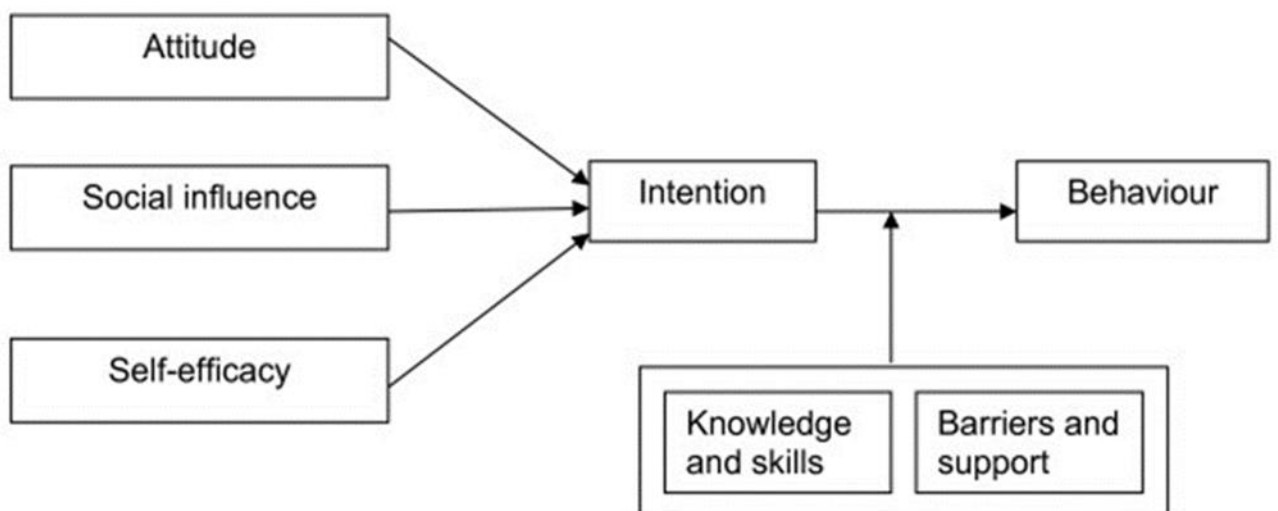 Attitude
Social influence
Intention
Behaviour
Self-efficacy
Knowledge
and skills
Barriers and
support